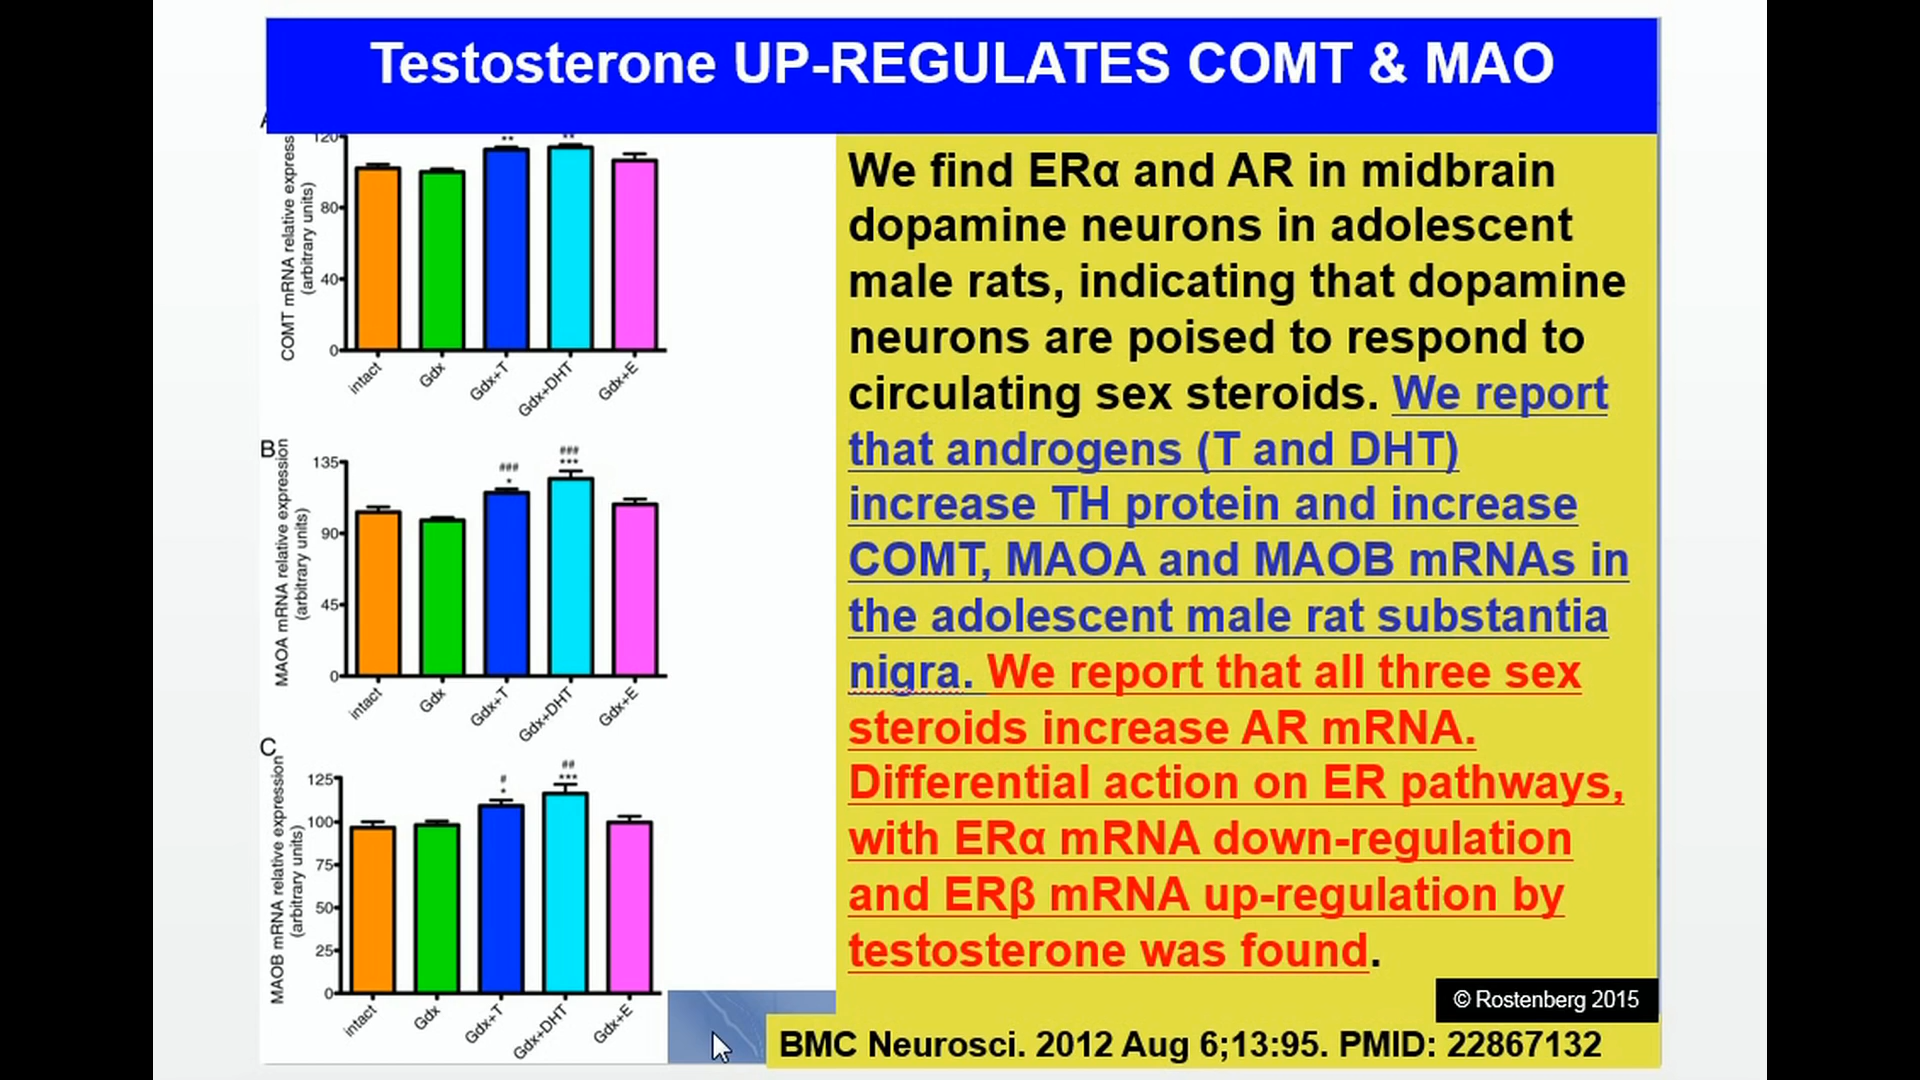 Testosterone UP-REGULATES COMT & MAO
A
COMT mRNA relative express
(arbitrary units)
120
80
40
0
** **
intact Gdx Gdx+T Gdx+DHT Gdx+E
B
MAOA mRNA relative expression
(arbitrary units)
135
90
45
0
### ###
* ***
intact Gdx Gdx+T Gdx+DHT Gdx+E
C
MAOB mRNA relative expression
(arbitrary units)
125
100
75
50
25
0
# ##
* ***
intact Gdx Gdx+T Gdx+DHT Gdx+E
We find ERα and AR in midbrain
dopamine neurons in adolescent
male rats, indicating that dopamine
neurons are poised to respond to
circulating sex steroids. We report
that androgens (T and DHT)
increase TH protein and increase
COMT, MAOA and MAOB mRNAs in
the adolescent male rat substantia
nigra. We report that all three sex
steroids increase AR mRNA.
Differential action on ER pathways,
with ERα mRNA down-regulation
and ERβ mRNA up-regulation by
testosterone was found.
© Rostenberg 2015
BMC Neurosci. 2012 Aug 6;13:95. PMID: 22867132